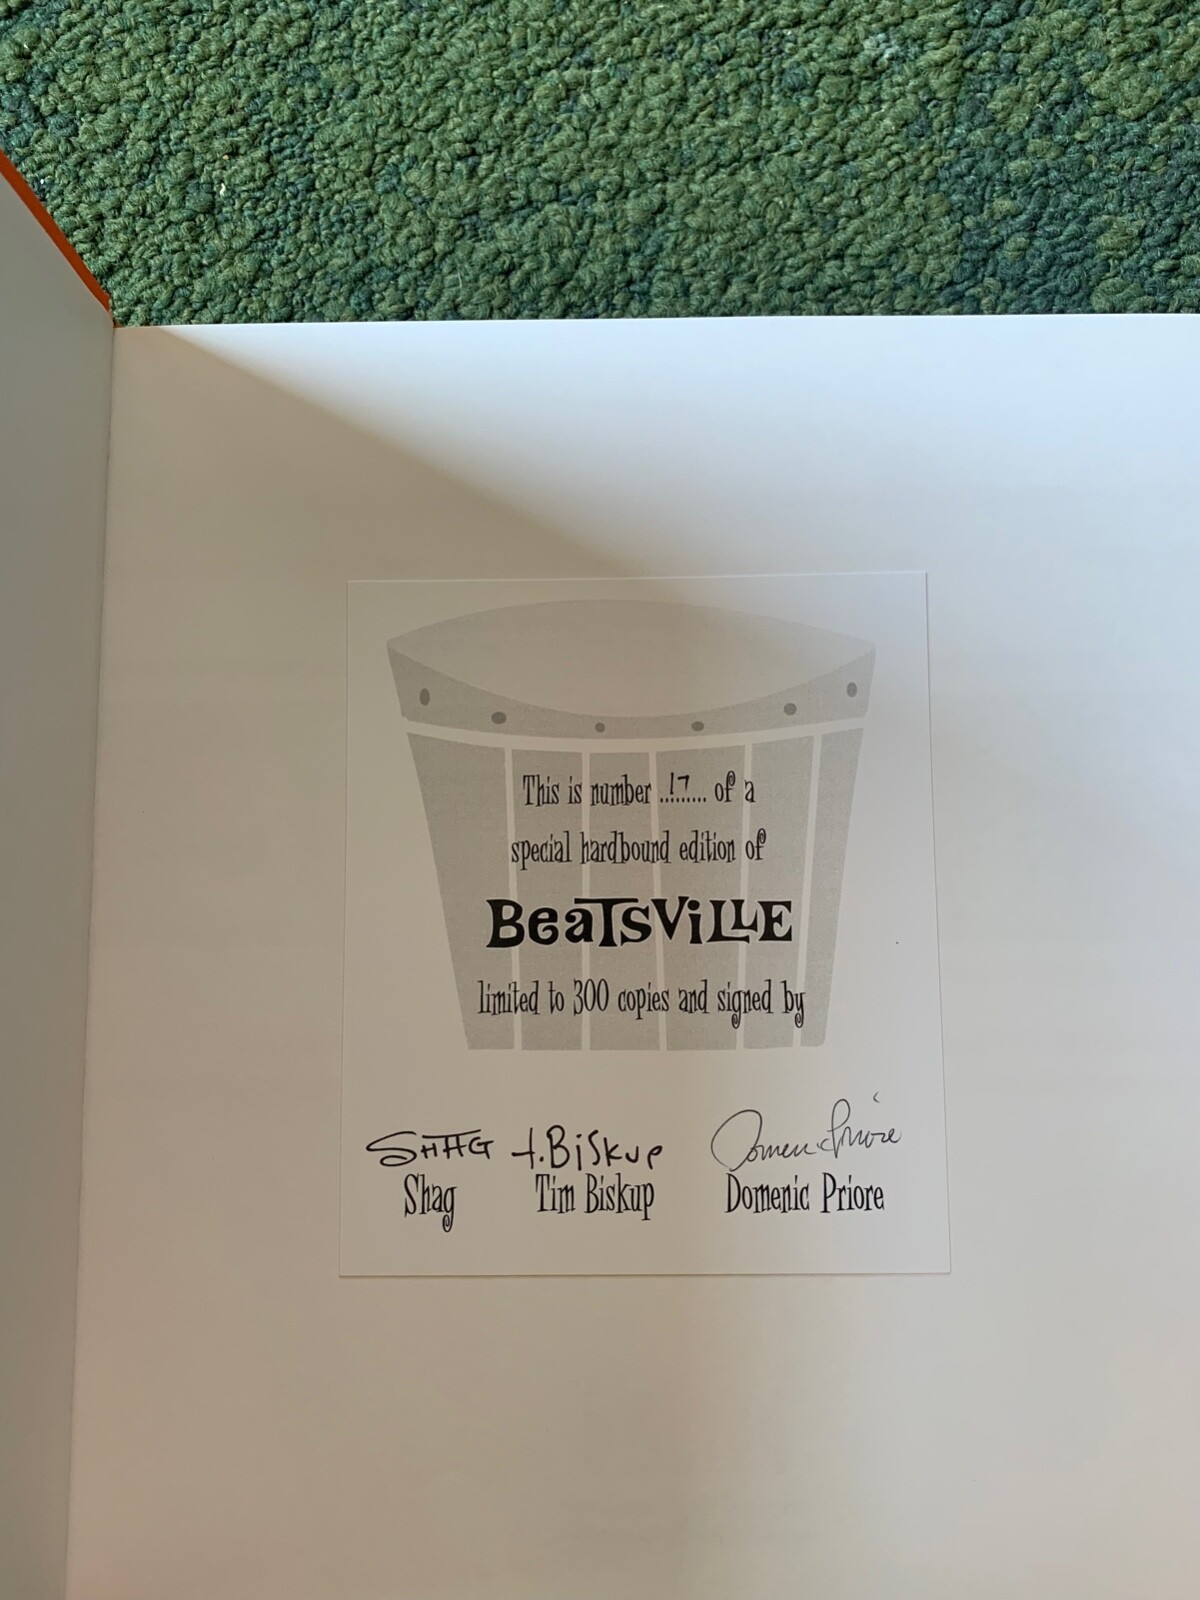 This is number ..17.. of a
special hardbound edition of
BeaTSViLLE
limited to 300 copies and signed by
SHAG t.BiSkup Domenic Priore
Shag Tim Biskup Domenic Priore